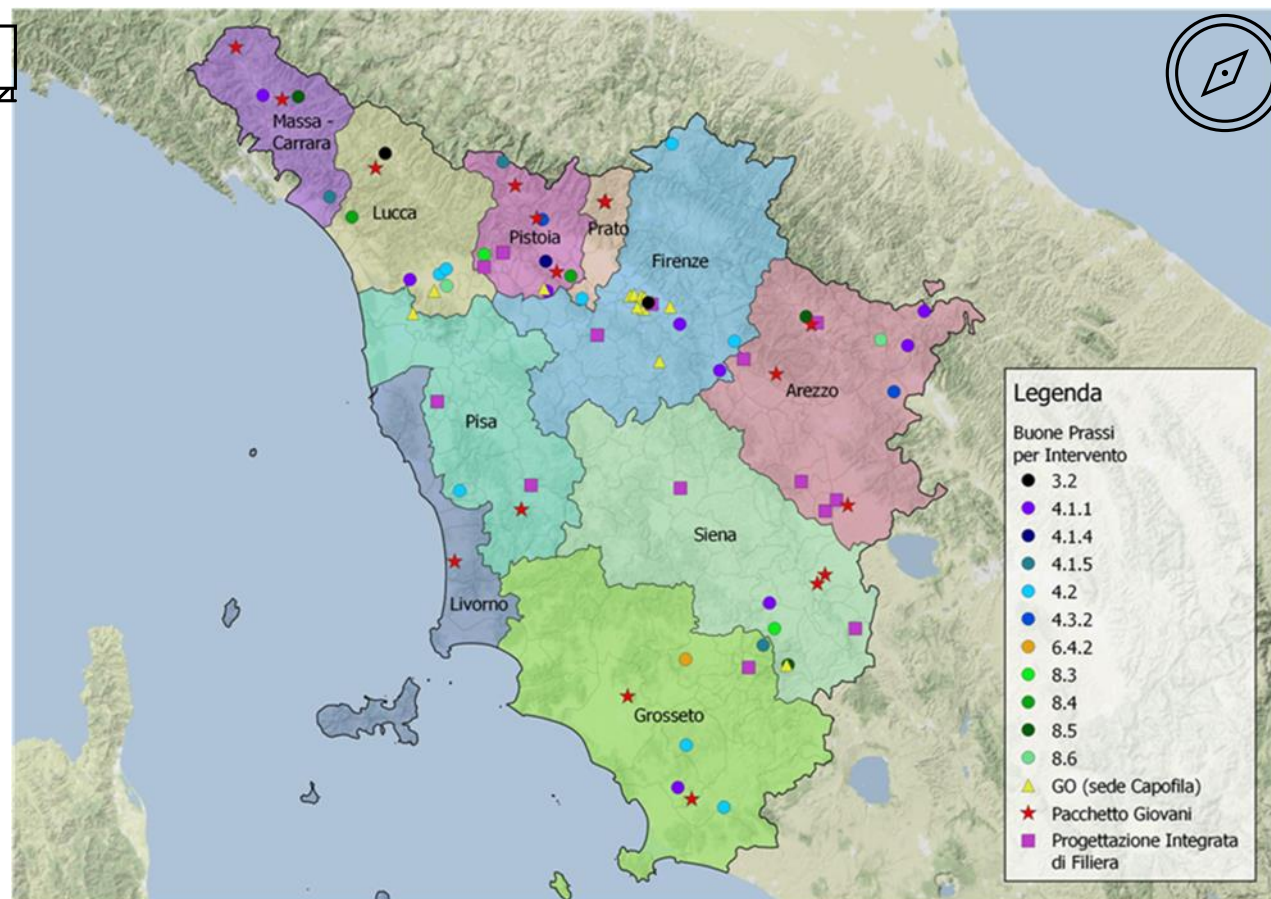 Massa -
Carrara
Lucca
Pistoia
Prato
Firenze
Arezzo
Pisa
Siena
Livorno
Grosseto
Legenda
Buone Prassi
per Intervento
3.2
4.1.1
4.1.4
4.1.5
4.2
4.3.2
6.4.2
8.3
8.4
8.5
8.6
GO (sede Capofila)
Pacchetto Giovani
Progettazione Integrata
di Filiera